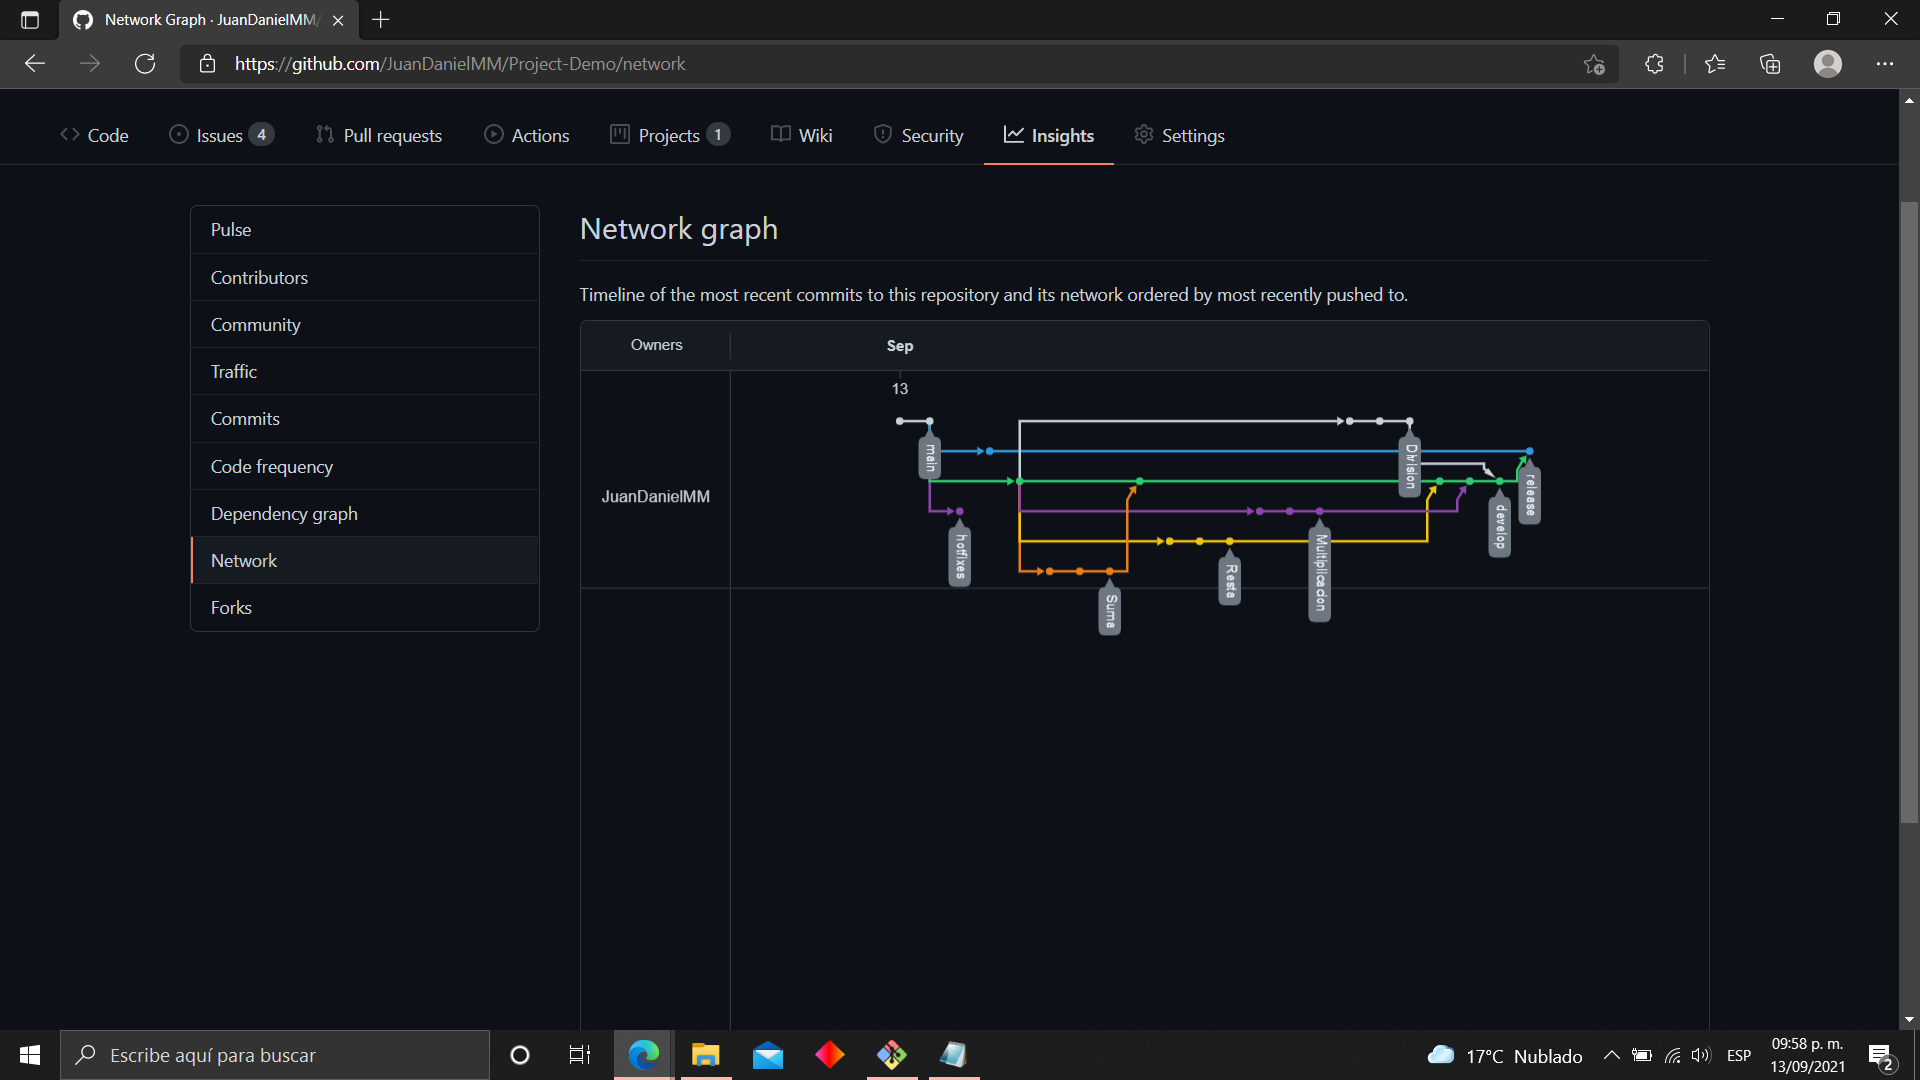 Network Graph · JuanDanielMM/
https://github.com/JuanDanielMM/Project-Demo/network
Code
Issues 4
Pull requests
Actions
Projects 1
Wiki
Security
Insights
Settings
Pulse
Contributors
Community
Traffic
Commits
Code frequency
Dependency graph
Network
Forks
Network graph
Timeline of the most recent commits to this repository and its network ordered by most recently pushed to.
Owners
Sep
13
JuanDanielMM
main
hotfixes
Suma
Resta
Multiplicacion
Division
develop
release
Escribe aquí para buscar
17°C Nublado
ESP
09:58 p. m.
13/09/2021
2